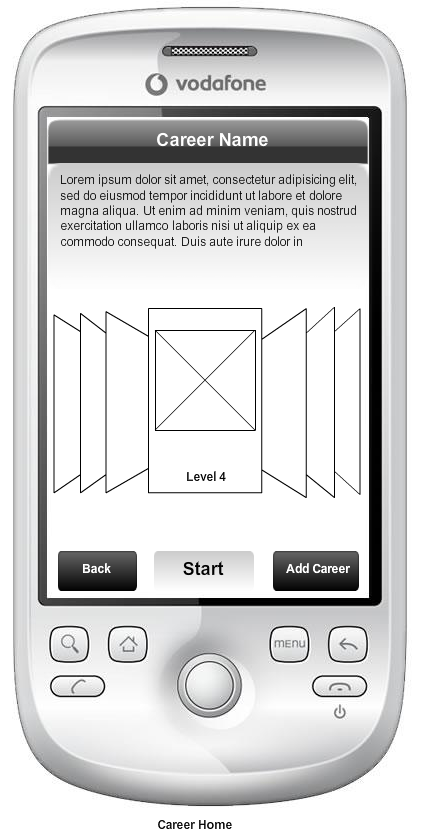 vodafone
Career Name
Lorem ipsum dolor sit amet, consectetur adipisicing elit,
sed do eiusmod tempor incididunt ut labore et dolore
magna aliqua. Ut enim ad minim veniam, quis nostrud
exercitation ullamco laboris nisi ut aliquip ex ea
commodo consequat. Duis aute irure dolor in
Level 4
Back
Start
Add Career
menu
Career Home